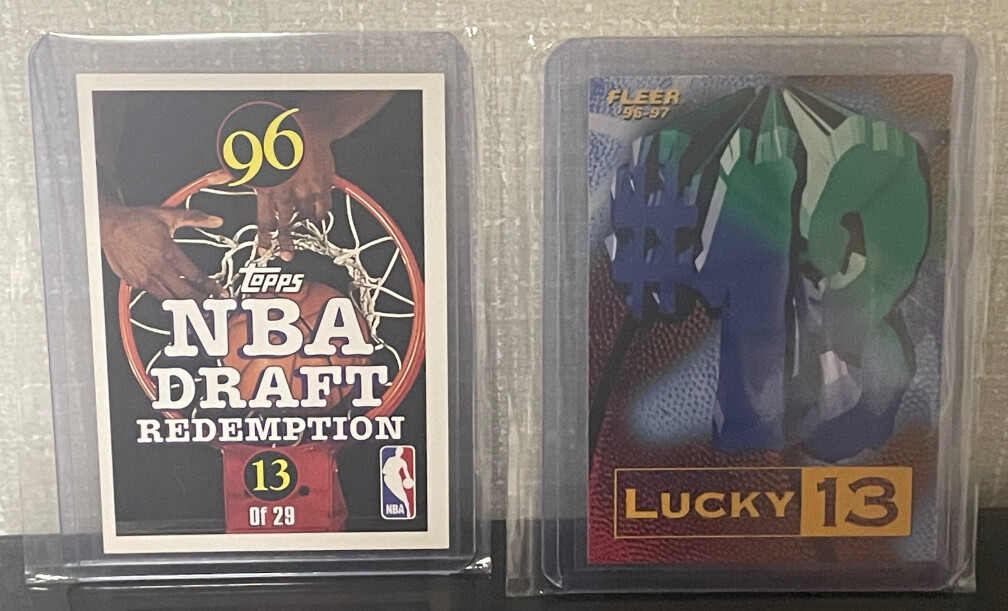 96
Topps
NBA
DRAFT
REDEMPTION
13
Of 29
NBA
FLEER
96-97
#13
LUCKY 13